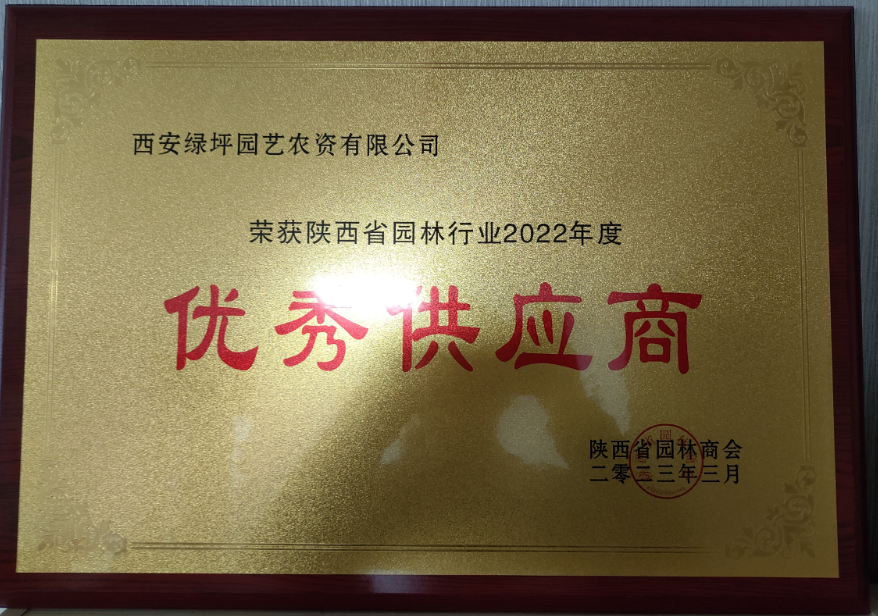 西安绿坪园艺农资有限公司
荣获陕西省园林行业2022年度
优秀供应商
陕西省园林商会
二零二三年三月